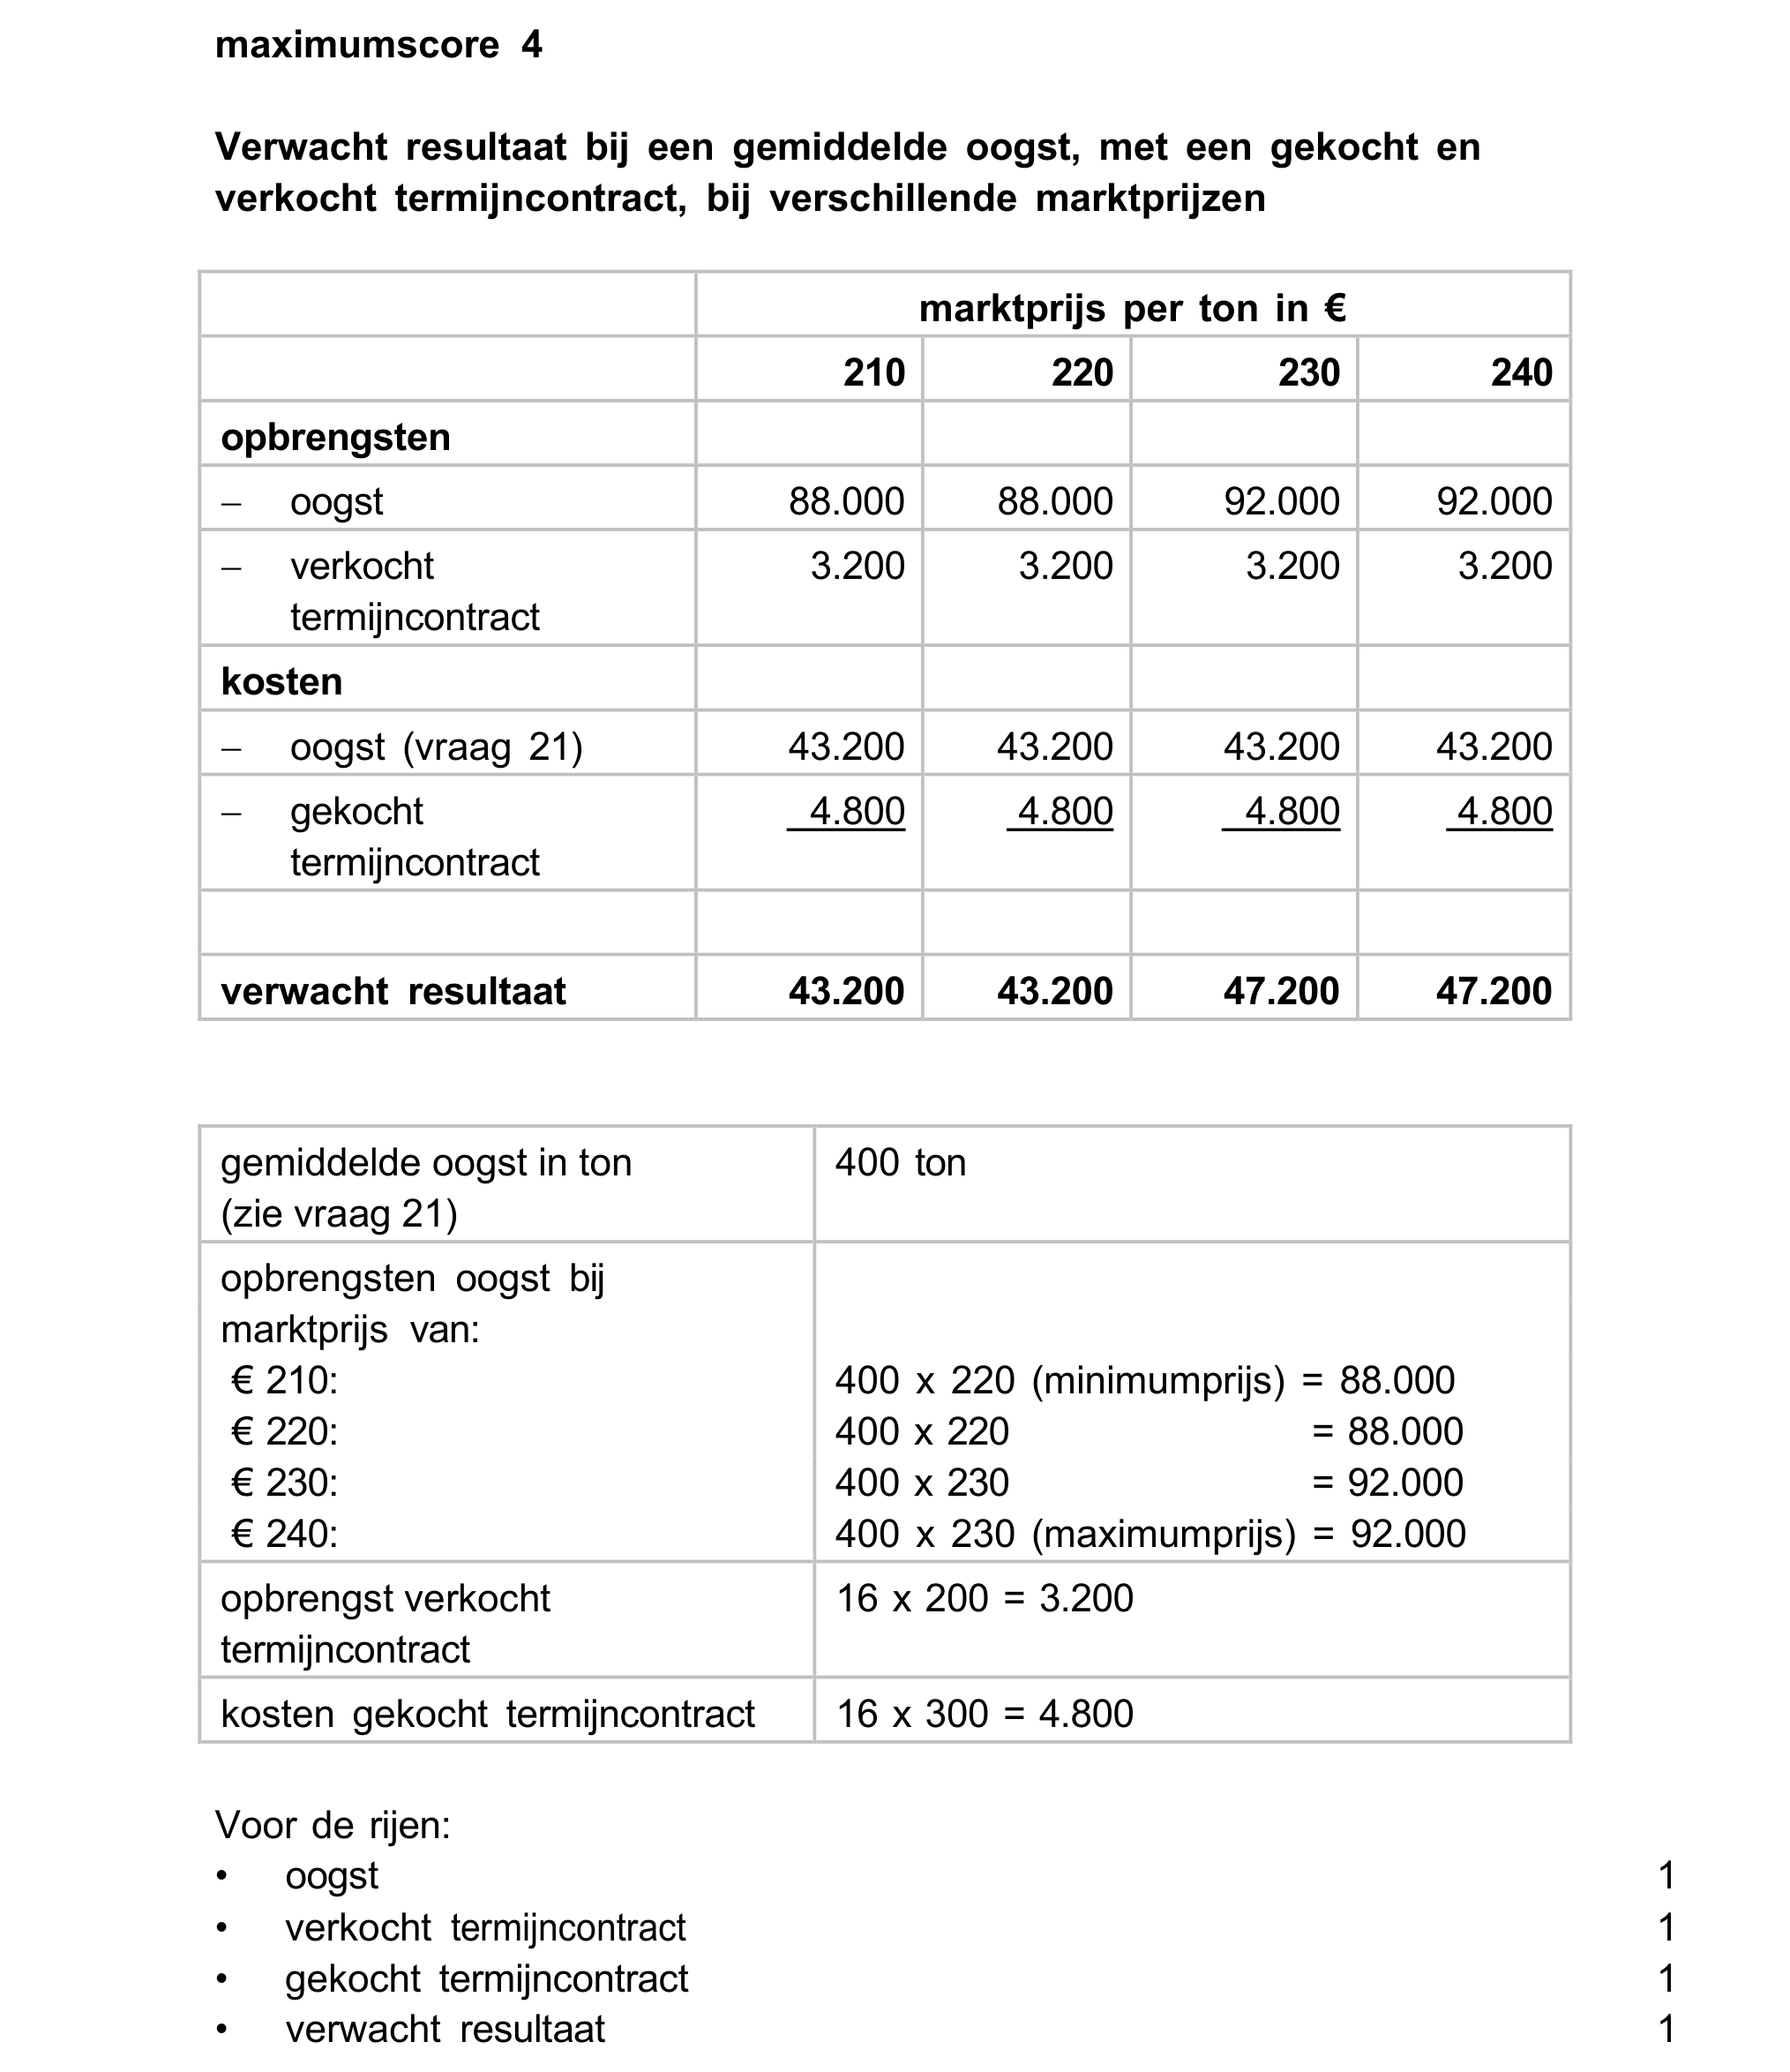 maximumscore 4
Verwacht resultaat bij een gemiddelde oogst, met een gekocht en
verkocht termijncontract, bij verschillende marktprijzen
marktprijs per ton in €
210 220 230 240
opbrengsten
– oogst 88.000 88.000 92.000 92.000
– verkocht 3.200 3.200 3.200 3.200
termijncontract
kosten
– oogst (vraag 21) 43.200 43.200 43.200 43.200
– gekocht 4.800 4.800 4.800 4.800
termijncontract
verwacht resultaat 43.200 43.200 47.200 47.200
gemiddelde oogst in ton 400 ton
(zie vraag 21)
opbrengsten oogst bij
marktprijs van:
€ 210: 400 x 220 (minimumprijs) = 88.000
€ 220: 400 x 220 = 88.000
€ 230: 400 x 230 = 92.000
€ 240: 400 x 230 (maximumprijs) = 92.000
opbrengst verkocht 16 x 200 = 3.200
termijncontract
kosten gekocht termijncontract 16 x 300 = 4.800
Voor de rijen:
• oogst 1
• verkocht termijncontract 1
• gekocht termijncontract 1
• verwacht resultaat 1